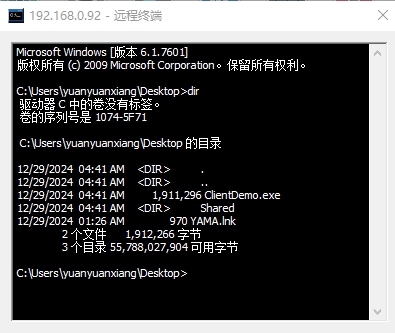 192.168.0.92 - 远程终端
Microsoft Windows [版本 6.1.7601]
版权所有 (c) 2009 Microsoft Corporation。保留所有权利。
C:\Users\yuanyuanxiang\Desktop>dir
驱动器 C 中的卷没有标签。
卷的序列号是 1074-5F71
C:\Users\yuanyuanxiang\Desktop 的目录
12/29/2024  04:41 AM    <DIR>          .
12/29/2024  04:41 AM    <DIR>          ..
12/29/2024  04:41 AM         1,911,296 ClientDemo.exe
12/29/2024  04:41 AM    <DIR>          Shared
12/29/2024  01:26 AM               970 YAMA.lnk
2 个文件      1,912,266 字节
3 个目录 55,788,027,904 可用字节
C:\Users\yuanyuanxiang\Desktop>